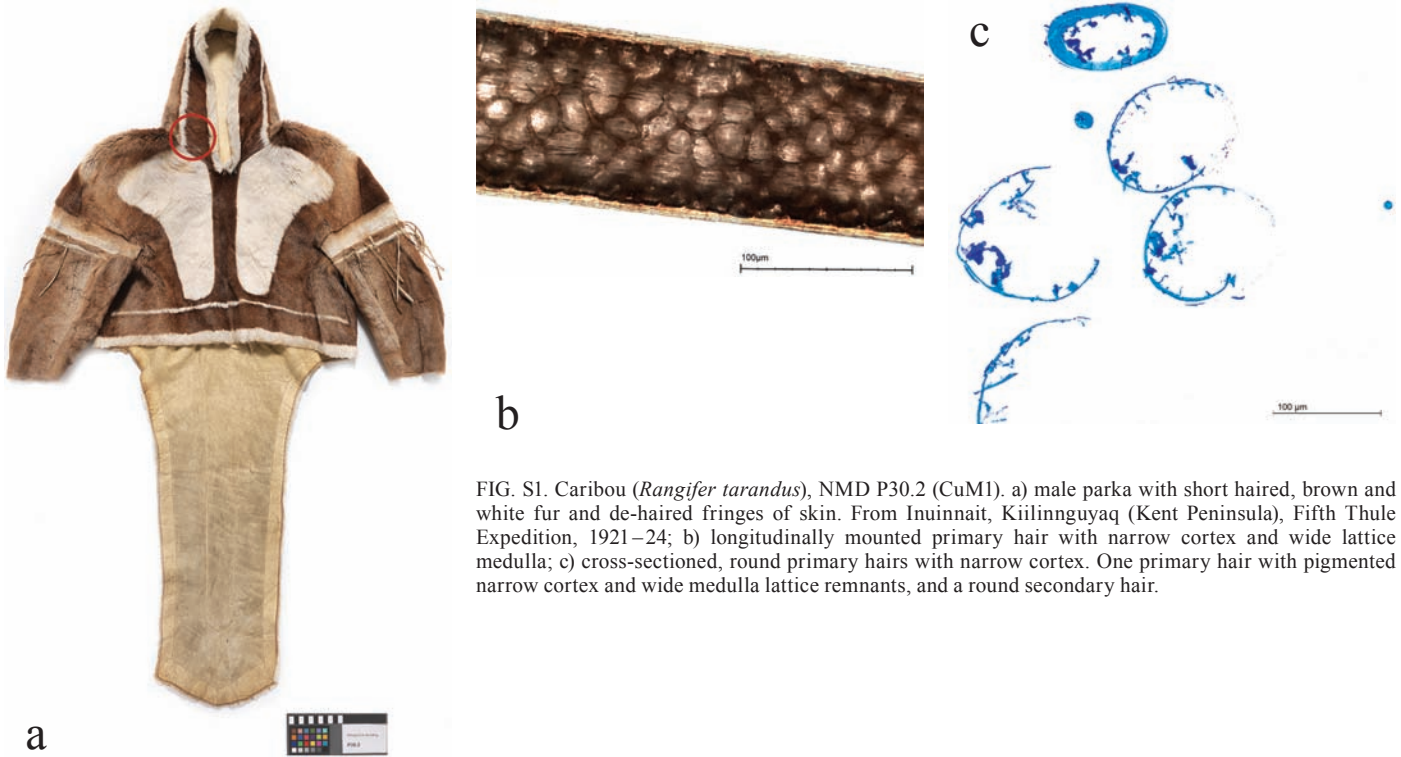 a
P30.2
b
100µm
c
100 µm
FIG. S1. Caribou (Rangifer tarandus), NMD P30.2 (CuM1). a) male parka with short haired, brown and
white fur and de-haired fringes of skin. From Inuinnait, Kiilinnguyaq (Kent Peninsula), Fifth Thule
Expedition, 1921–24; b) longitudinally mounted primary hair with narrow cortex and wide lattice
medulla; c) cross-sectioned, round primary hairs with narrow cortex. One primary hair with pigmented
narrow cortex and wide medulla lattice remnants, and a round secondary hair.